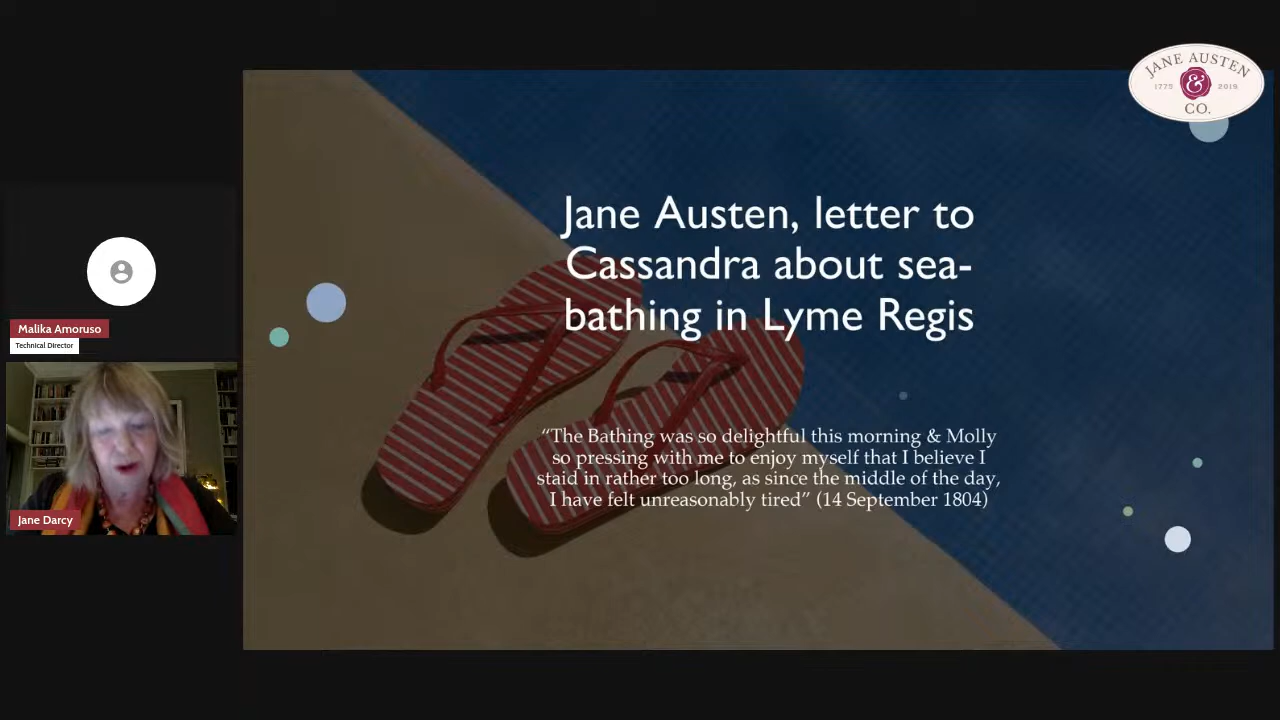 JANE AUSTEN
1775
&
2019
CO.
Jane Austen, letter to
Cassandra about sea-
bathing in Lyme Regis
“The Bathing was so delightful this morning & Molly
so pressing with me to enjoy myself that I believe I
staid in rather too long, as since the middle of the day,
I have felt unreasonably tired” (14 September 1804)
Malika Amoruso
Technical Director
Jane Darcy